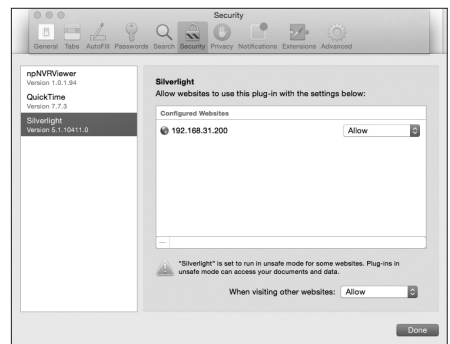 Security
General Tabs AutoFill Passwords Search Security Privacy Notifications Extensions Advanced
npNVRViewer
Version 1.0.1.94
QuickTime
Version 7.7.3
Silverlight
Version 5.1.10411.0
Silverlight
Allow websites to use this plug-in with the settings below:
Configured Websites
192.168.31.200 Allow
"Silverlight" is set to run in unsafe mode for some websites. Plug-ins in
unsafe mode can access your documents and data.
When visiting other websites: Allow
Done